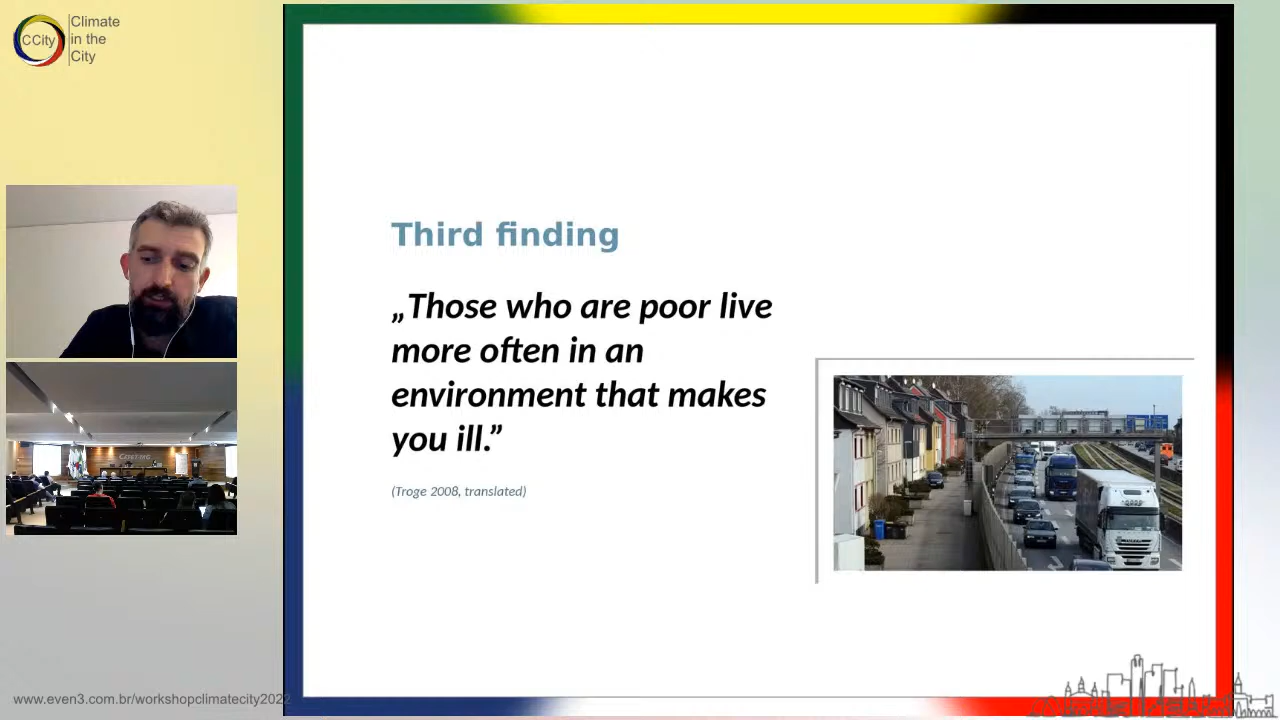 CCity
Climate
in the
City
Third finding
„Those who are poor live
more often in an
environment that makes
you ill.”
(Troge 2008, translated)
www.even3.com.br/workshopclimatecity2022